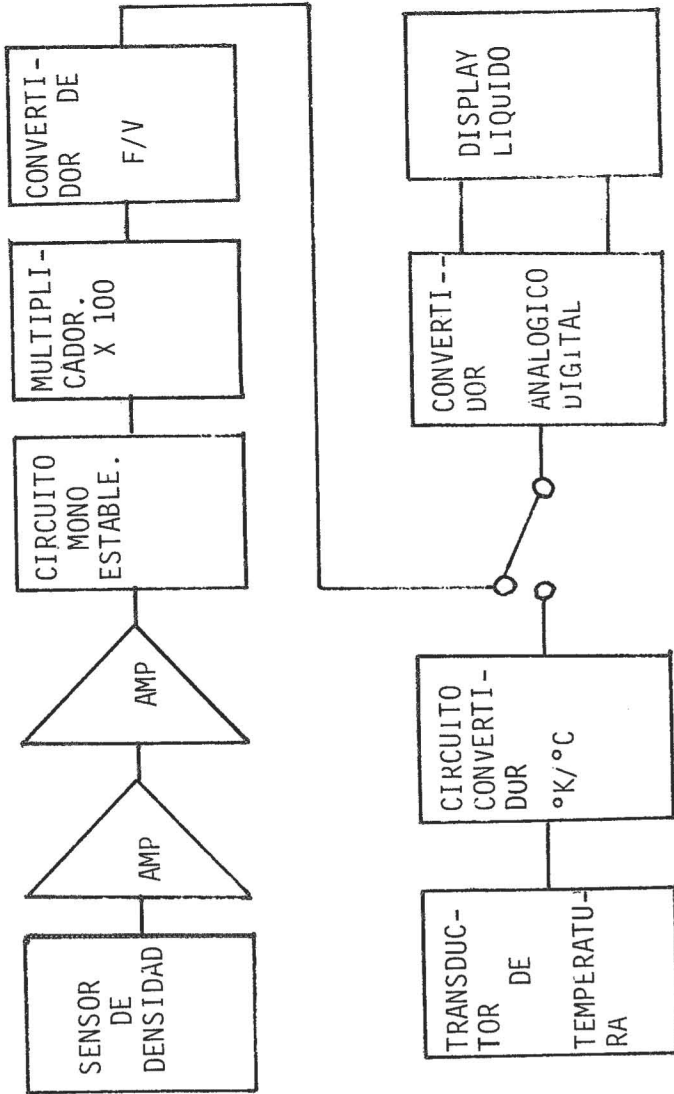 SENSOR
DE
DENSIDAD
AMP
AMP
CIRCUITO
MONO
ESTABLE.
MULTIPLI-
CADOR.
X 100
CONVERTI-
DOR DE
F/V
TRANSDUC-
TOR DE
TEMPERATU-
RA
CIRCUITO
CONVERTI-
DUR
°K/°C
CONVERTI--
DOR
ANALOGICO
DIGITAL
DISPLAY
LIQUIDO